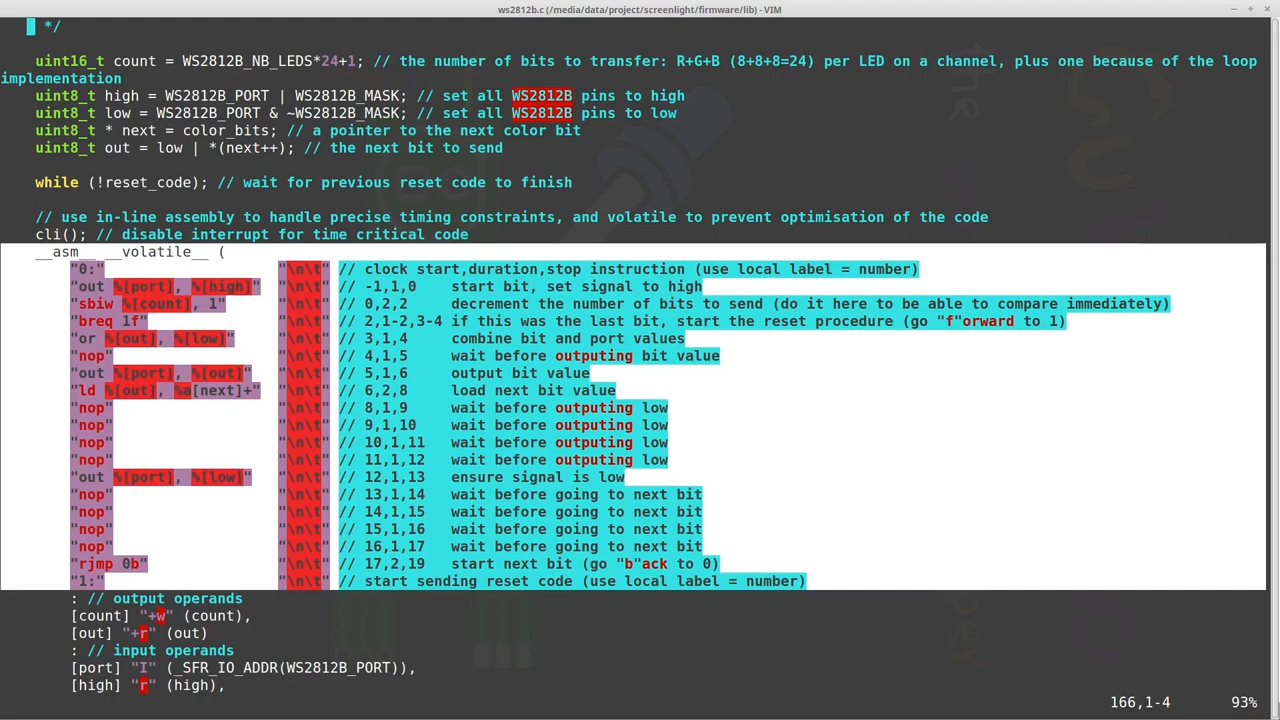 ws2812b.c (/media/data/project/screenlight/firmware/lib) - VIM
*/
uint16_t count = WS2812B_NB_LEDS*24+1; // the number of bits to transfer: R+G+B (8+8+8=24) per LED on a channel, plus one because of the loop
implementation
uint8_t high = WS2812B_PORT | WS2812B_MASK; // set all WS2812B pins to high
uint8_t low = WS2812B_PORT & ~WS2812B_MASK; // set all WS2812B pins to low
uint8_t * next = color_bits; // a pointer to the next color bit
uint8_t out = low | *(next++); // the next bit to send
while (!reset_code); // wait for previous reset code to finish
// use in-line assembly to handle precise timing constraints, and volatile to prevent optimisation of the code
cli(); // disable interrupt for time critical code
__asm__ __volatile__ (
"0:" "\n\t" // clock start,duration,stop instruction (use local label = number)
"out %[port], %[high]" "\n\t" // -1,1,0 start bit, set signal to high
"sbiw %[count], 1" "\n\t" // 0,2,2 decrement the number of bits to send (do it here to be able to compare immediately)
"breq 1f" "\n\t" // 2,1-2,3-4 if this was the last bit, start the reset procedure (go "f"orward to 1)
"or %[out], %[low]" "\n\t" // 3,1,4 combine bit and port values
"nop" "\n\t" // 4,1,5 wait before outputing bit value
"out %[port], %[out]" "\n\t" // 5,1,6 output bit value
"ld %[out], %a[next]+" "\n\t" // 6,2,8 load next bit value
"nop" "\n\t" // 8,1,9 wait before outputing low
"nop" "\n\t" // 9,1,10 wait before outputing low
"nop" "\n\t" // 10,1,11 wait before outputing low
"nop" "\n\t" // 11,1,12 wait before outputing low
"out %[port], %[low]" "\n\t" // 12,1,13 ensure signal is low
"nop" "\n\t" // 13,1,14 wait before going to next bit
"nop" "\n\t" // 14,1,15 wait before going to next bit
"nop" "\n\t" // 15,1,16 wait before going to next bit
"nop" "\n\t" // 16,1,17 wait before going to next bit
"rjmp 0b" "\n\t" // 17,2,19 start next bit (go "b"ack to 0)
"1:" "\n\t" // start sending reset code (use local label = number)
: // output operands
[count] "+w" (count),
[out] "+r" (out)
: // input operands
[port] "I" (_SFR_IO_ADDR(WS2812B_PORT)),
[high] "r" (high),
166,1-4 93%